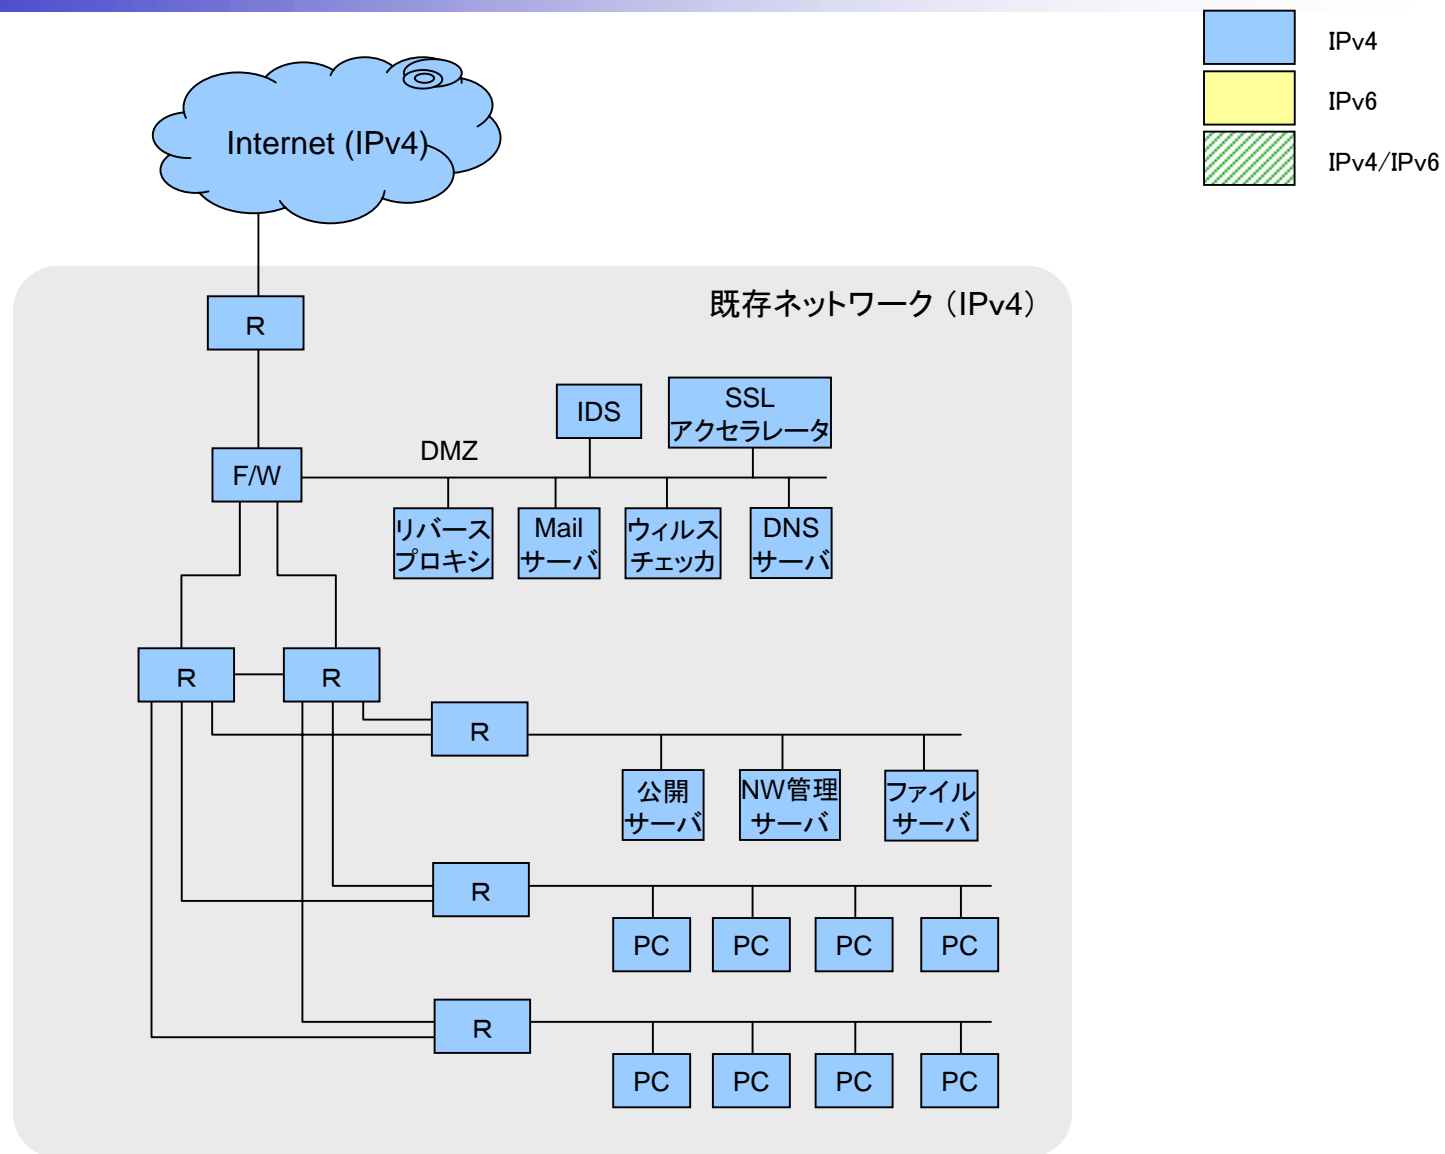 IPv4
IPv6
IPv4/IPv6
Internet (IPv4)
既存ネットワーク（IPv4）
R
IDS
SSL
アクセラレータ
DMZ
F/W
リバース
プロキシ
Mail
サーバ
ウィルス
チェッカ
DNS
サーバ
R
R
R
公開
サーバ
NW管理
サーバ
ファイル
サーバ
R
PC
PC
PC
PC
R
PC
PC
PC
PC